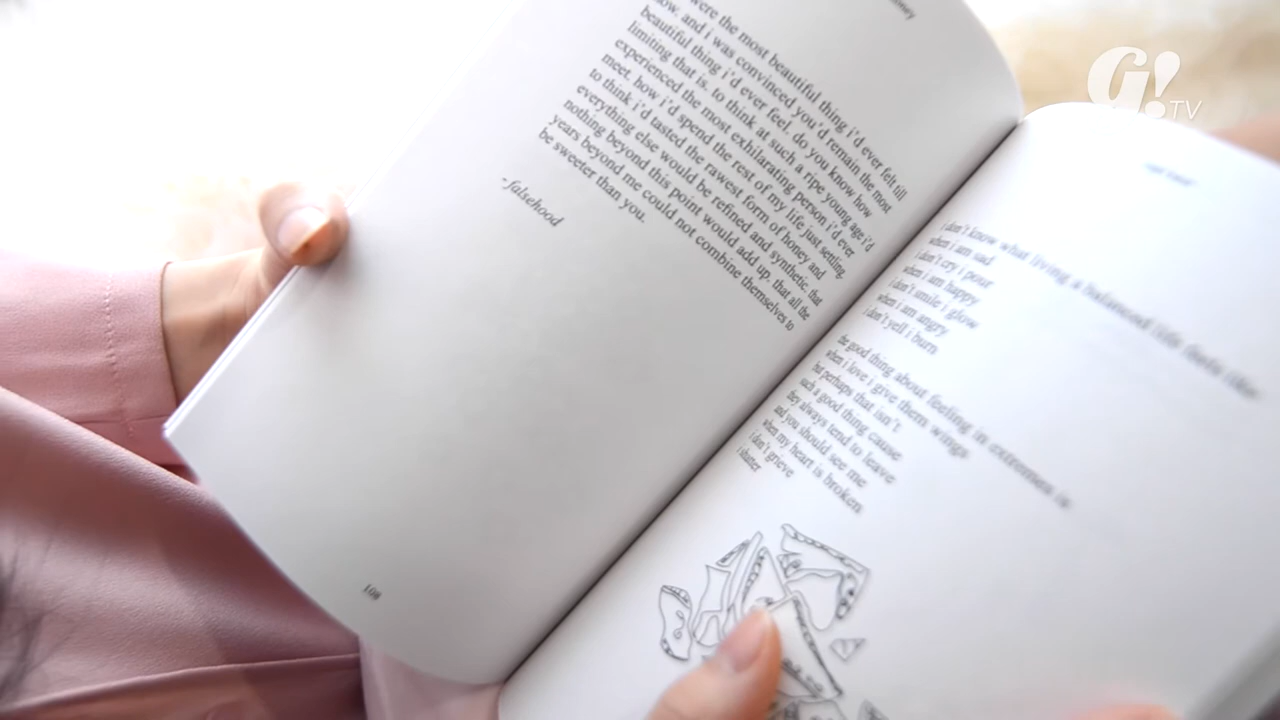 were the most beautiful thing i'd ever felt till
now. and i was convinced you'd remain the most
beautiful thing i'd ever feel. do you know how
limiting that is. to think at such a ripe young age i'd
experienced the most exhilarating person i'd ever
meet. how i'd spend the rest of my life just settling.
to think i'd tasted the rawest form of honey and
everything else would be refined and synthetic. that
nothing beyond this point would add up. that all the
years beyond me could not combine themselves to
be sweeter than you.
-falsehood
108
i don't know what living a balanced life feels like
when i am sad
i don't cry i pour
when i am happy
i don't smile i glow
when i am angry
i don't yell i burn
the good thing about feeling in extremes is
when i love i give them wings
but perhaps that isn't
such a good thing cause
they always tend to leave
and you should see me
when my heart is broken
i don't grieve
i shatter
G! TV